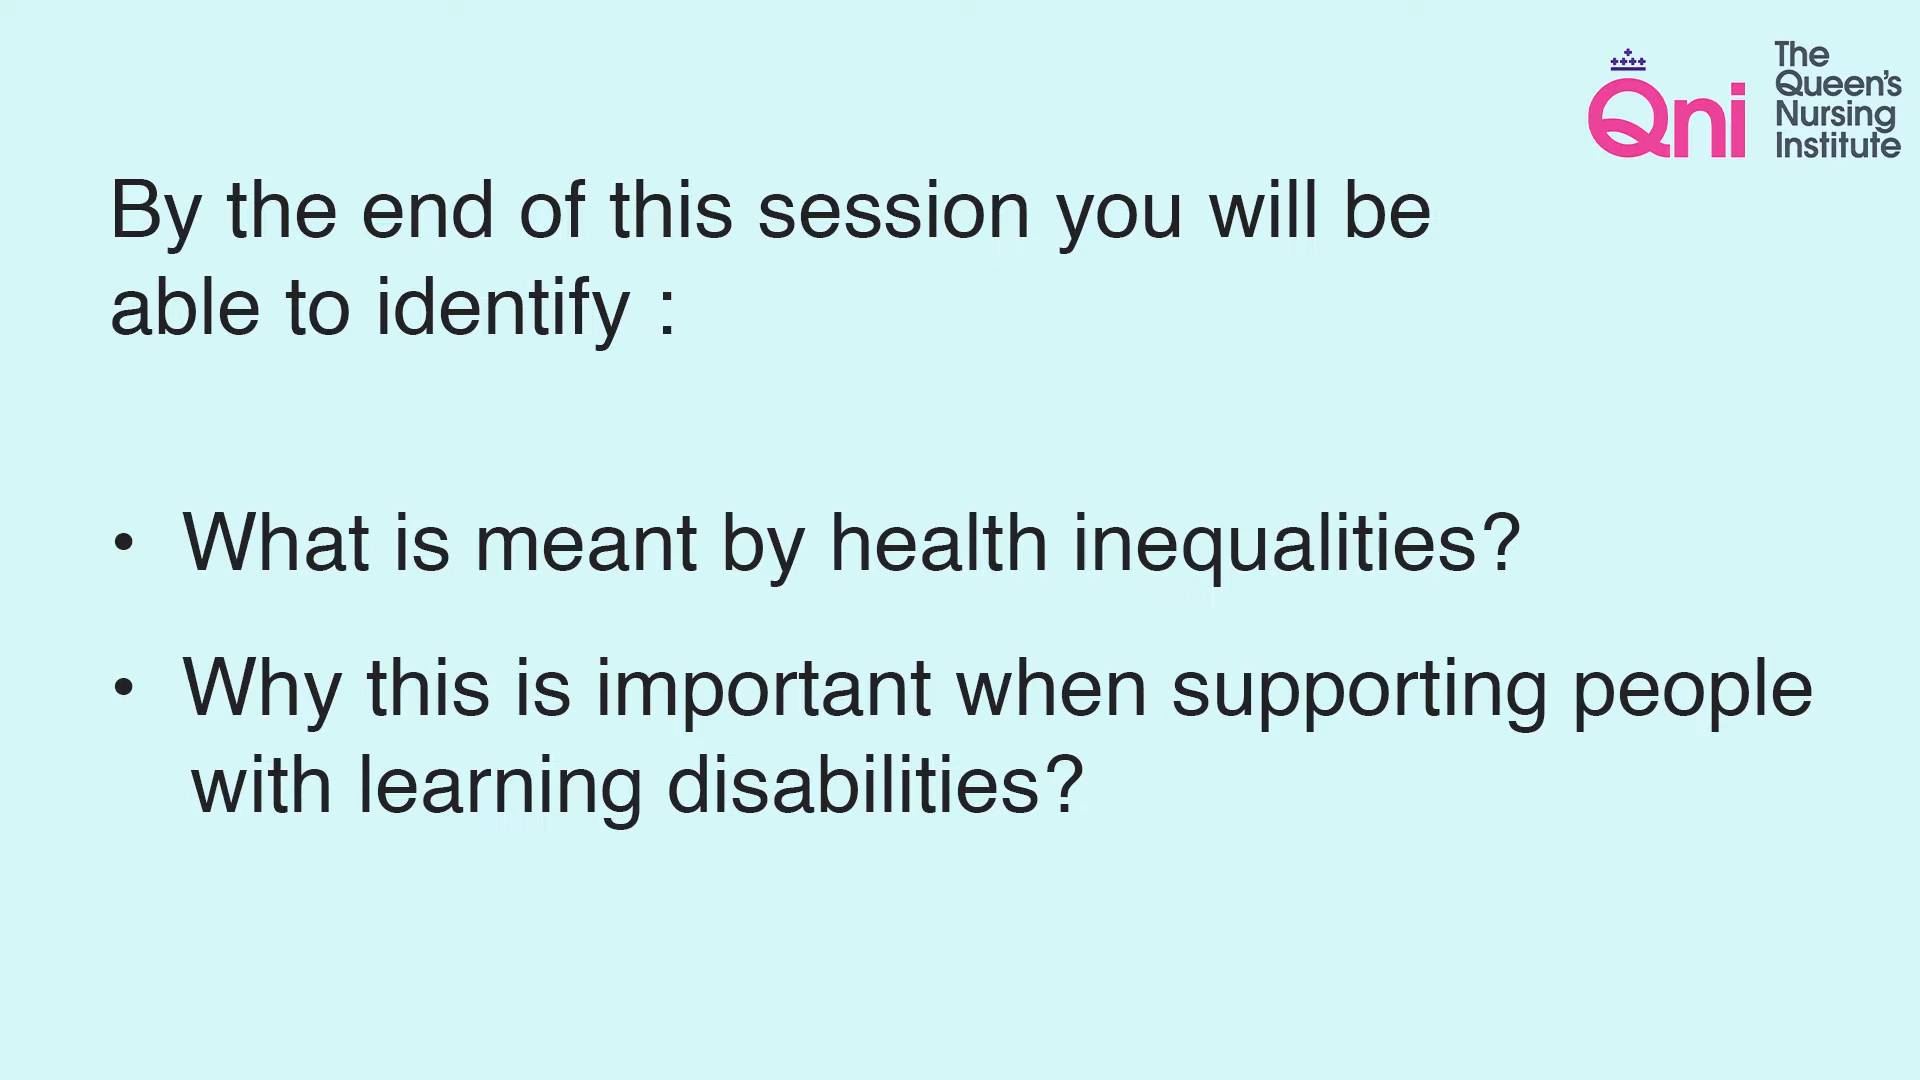 Qni
The
Queen's
Nursing
Institute
By the end of this session you will be
able to identify :
• What is meant by health inequalities?
• Why this is important when supporting people
with learning disabilities?